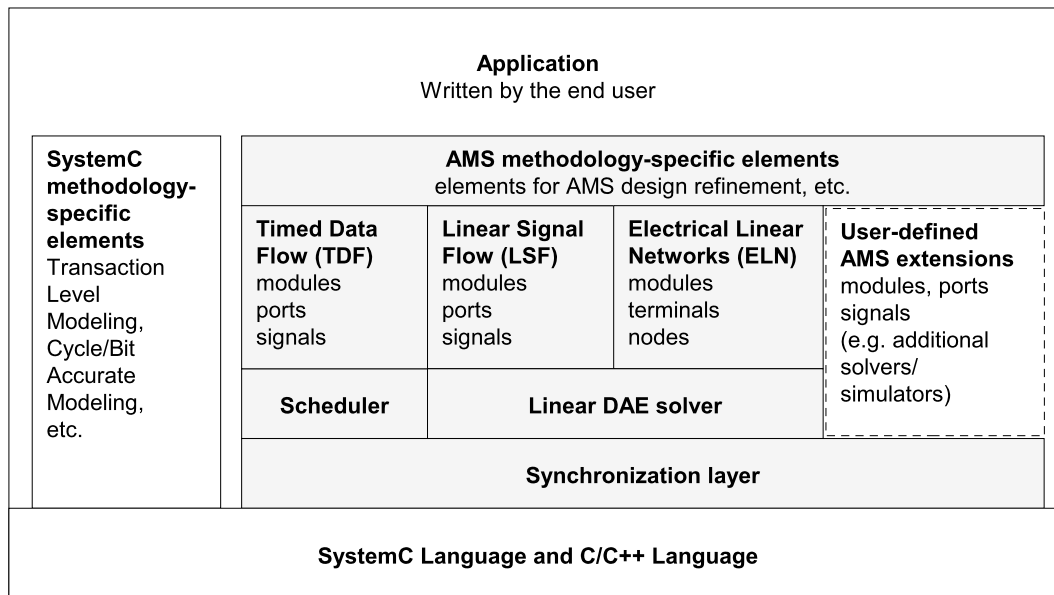 Application
Written by the end user
SystemC
methodology-
specific
elements
Transaction
Level
Modeling,
Cycle/Bit
Accurate
Modeling,
etc.
AMS methodology-specific elements
elements for AMS design refinement, etc.
Timed Data
Flow (TDF)
modules
ports
signals
Linear Signal
Flow (LSF)
modules
ports
signals
Electrical Linear
Networks (ELN)
modules
terminals
nodes
User-defined
AMS extensions
modules, ports
signals
(e.g. additional
solvers/
simulators)
Scheduler
Linear DAE solver
Synchronization layer
SystemC Language and C/C++ Language